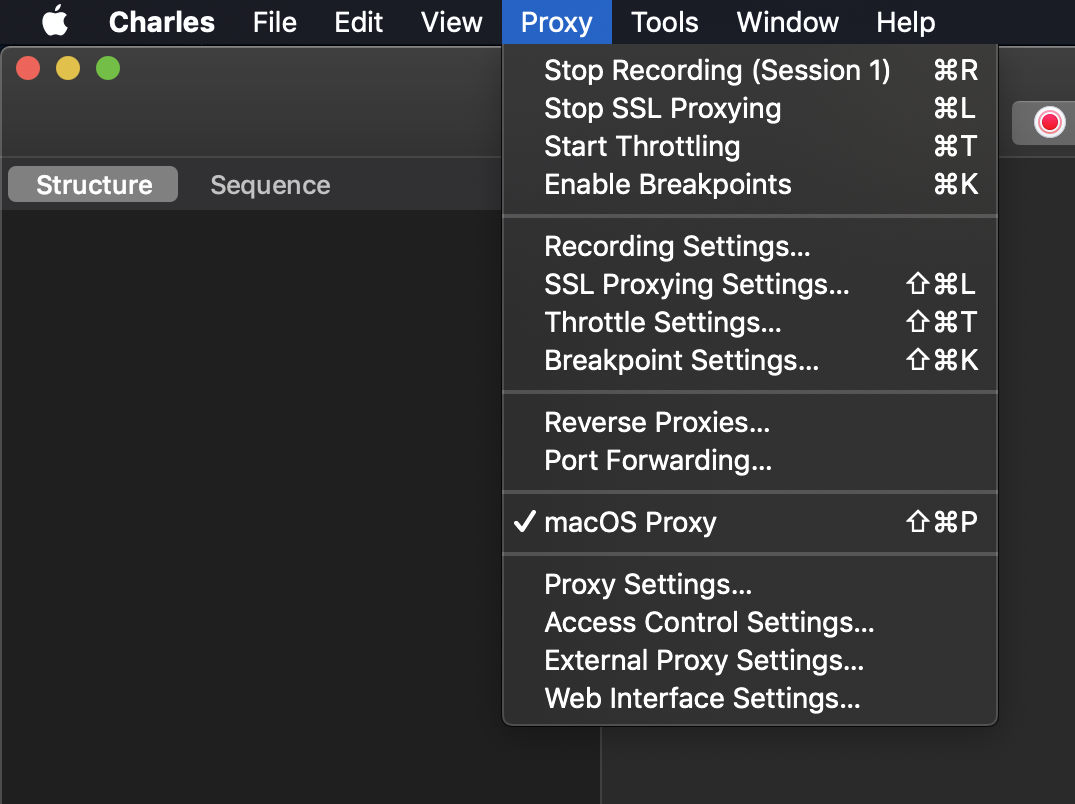 Charles File Edit View Proxy Tools Window Help
Stop Recording (Session 1) ⌘R
Stop SSL Proxying ⌘L
Start Throttling ⌘T
Enable Breakpoints ⌘K
Structure Sequence
Recording Settings...
SSL Proxying Settings... ⇧⌘L
Throttle Settings... ⇧⌘T
Breakpoint Settings... ⇧⌘K
Reverse Proxies...
Port Forwarding...
✓ macOS Proxy ⇧⌘P
Proxy Settings...
Access Control Settings...
External Proxy Settings...
Web Interface Settings...